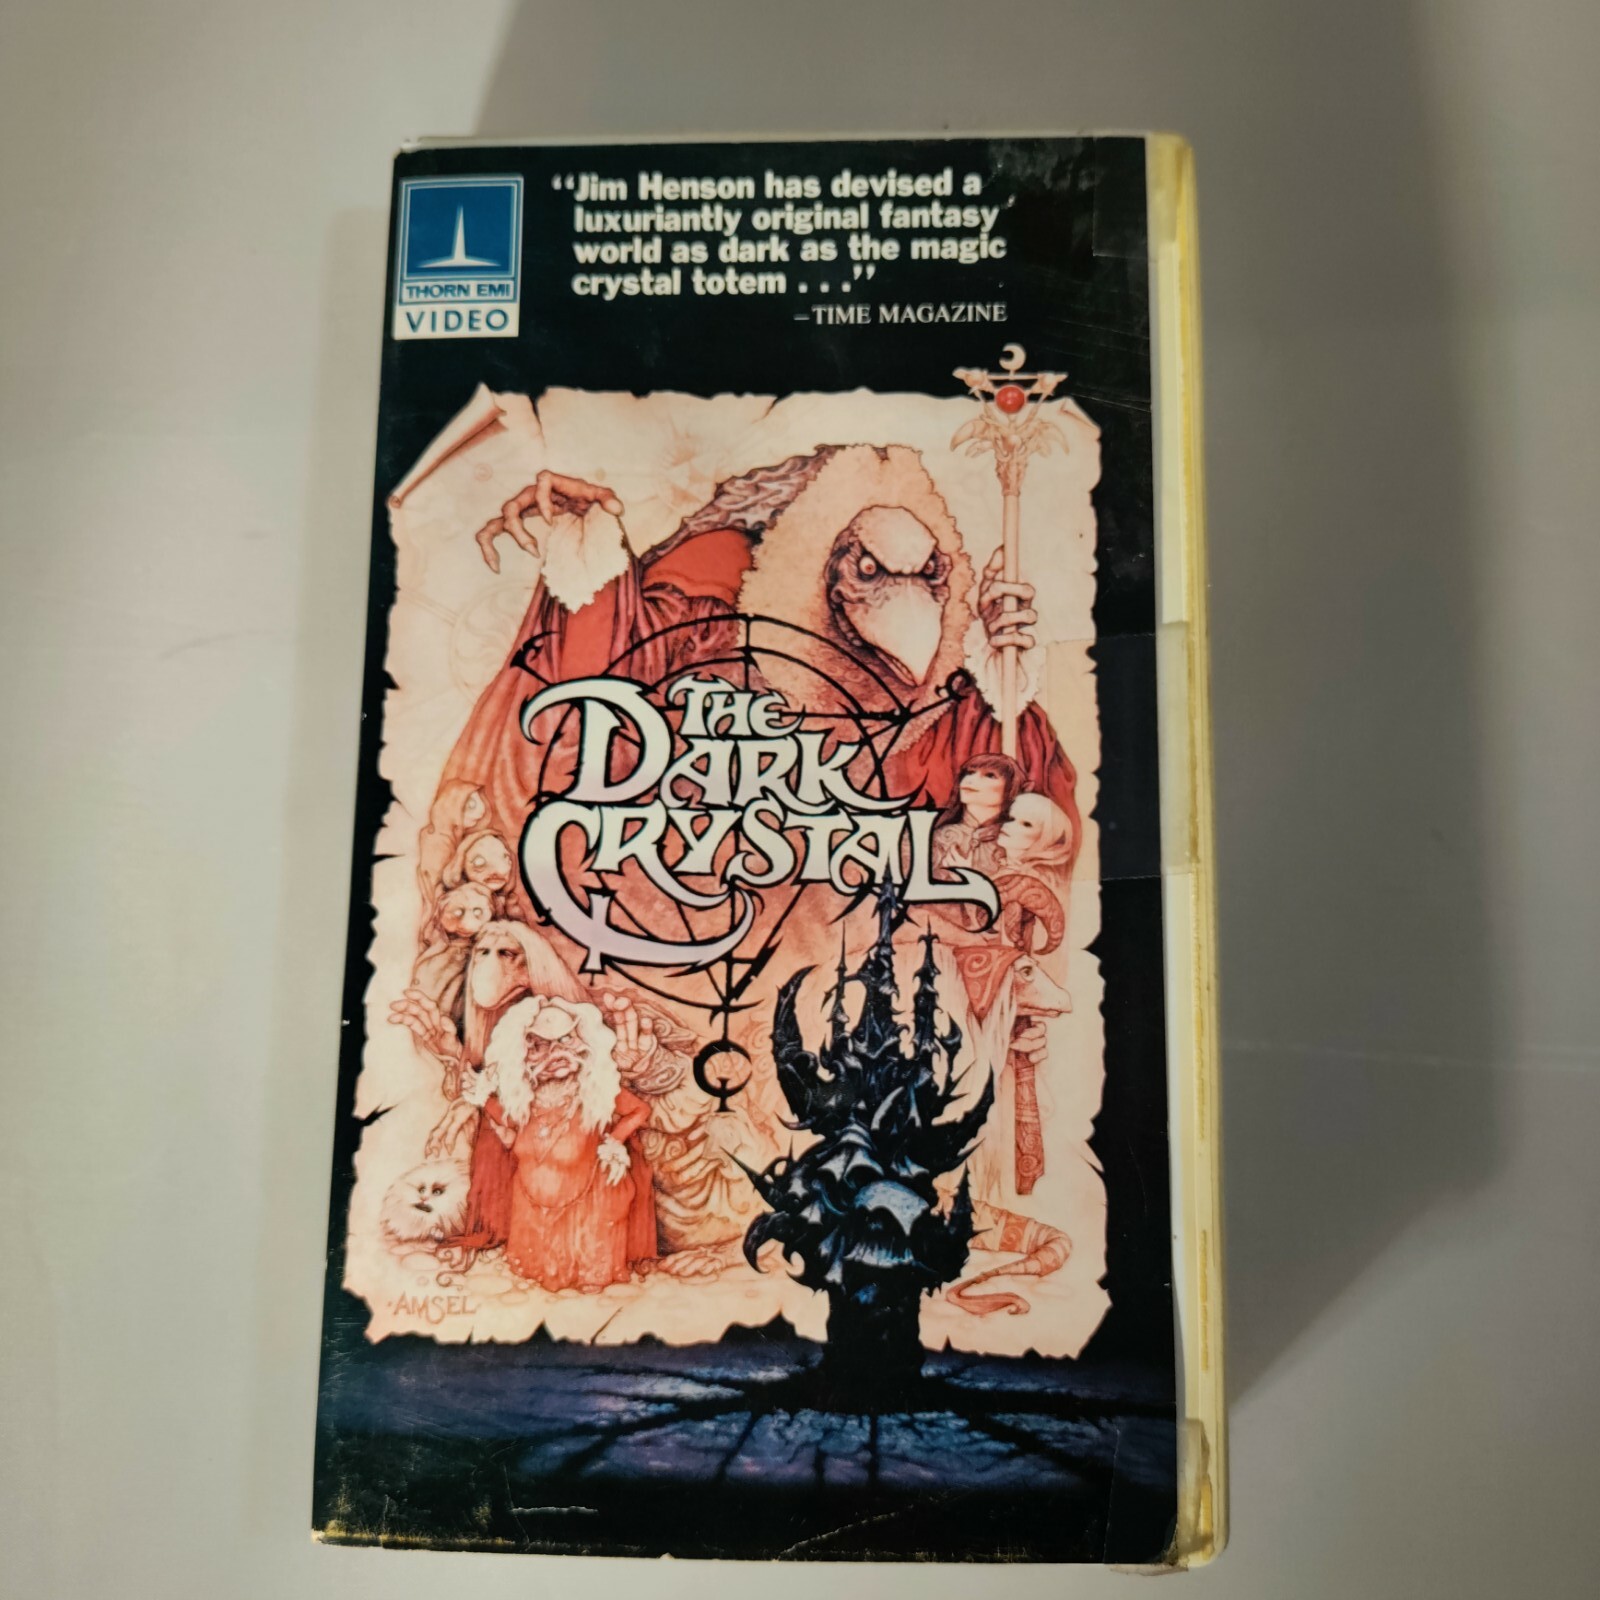 THORN EMI
VIDEO
“Jim Henson has devised a
luxuriantly original fantasy
world as dark as the magic
crystal totem . . .”
–TIME MAGAZINE
THE
DARK
CRYSTAL
·AMSEL·